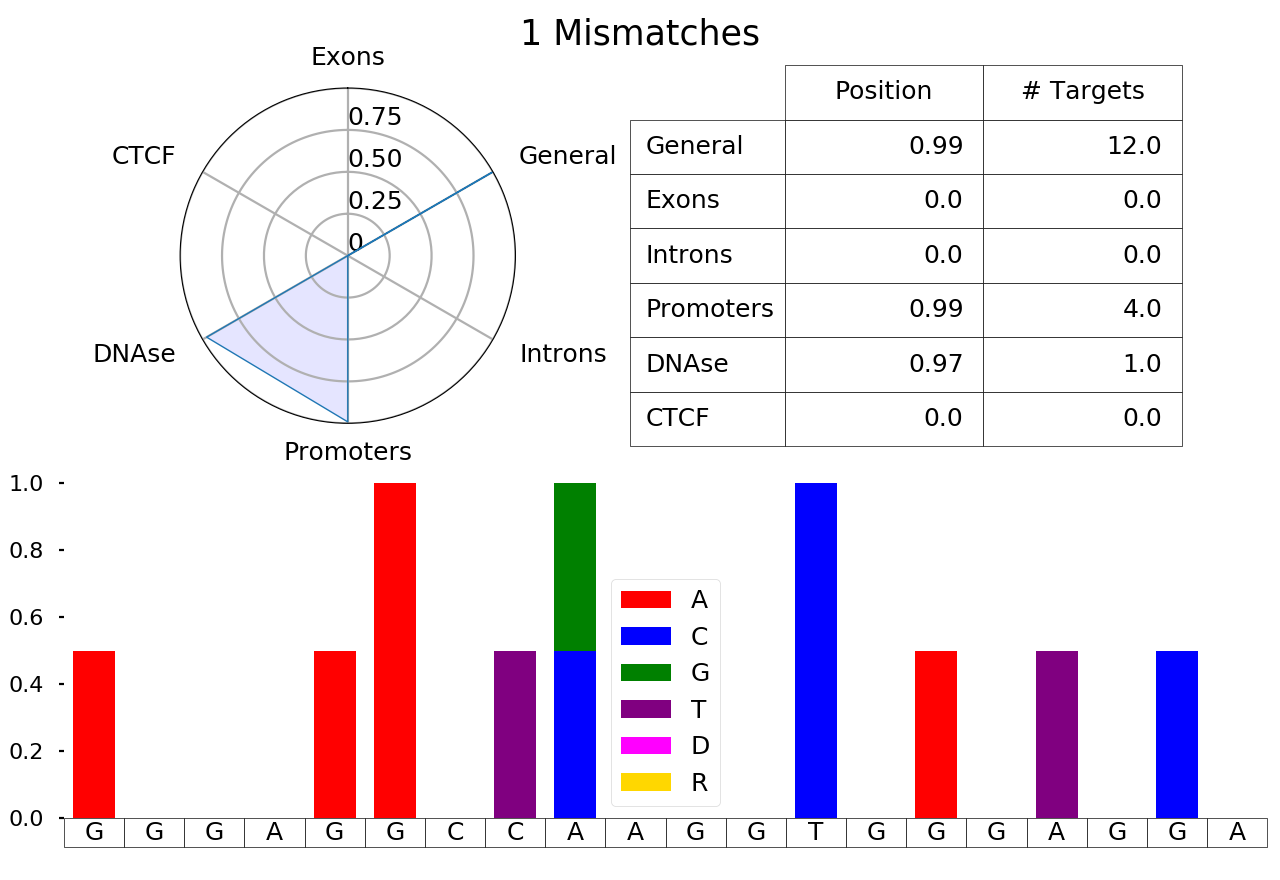 1 Mismatches
Exons
General
CTCF
DNAse
Introns
Promoters
0.75
0.50
0.25
0
Position # Targets
General 0.99 12.0
Exons 0.0 0.0
Introns 0.0 0.0
Promoters 0.99 4.0
DNAse 0.97 1.0
CTCF 0.0 0.0
1.0
0.8
0.6
0.4
0.2
0.0
A
C
G
T
D
R
G G G A G G C C A A G G T G G G A G G A